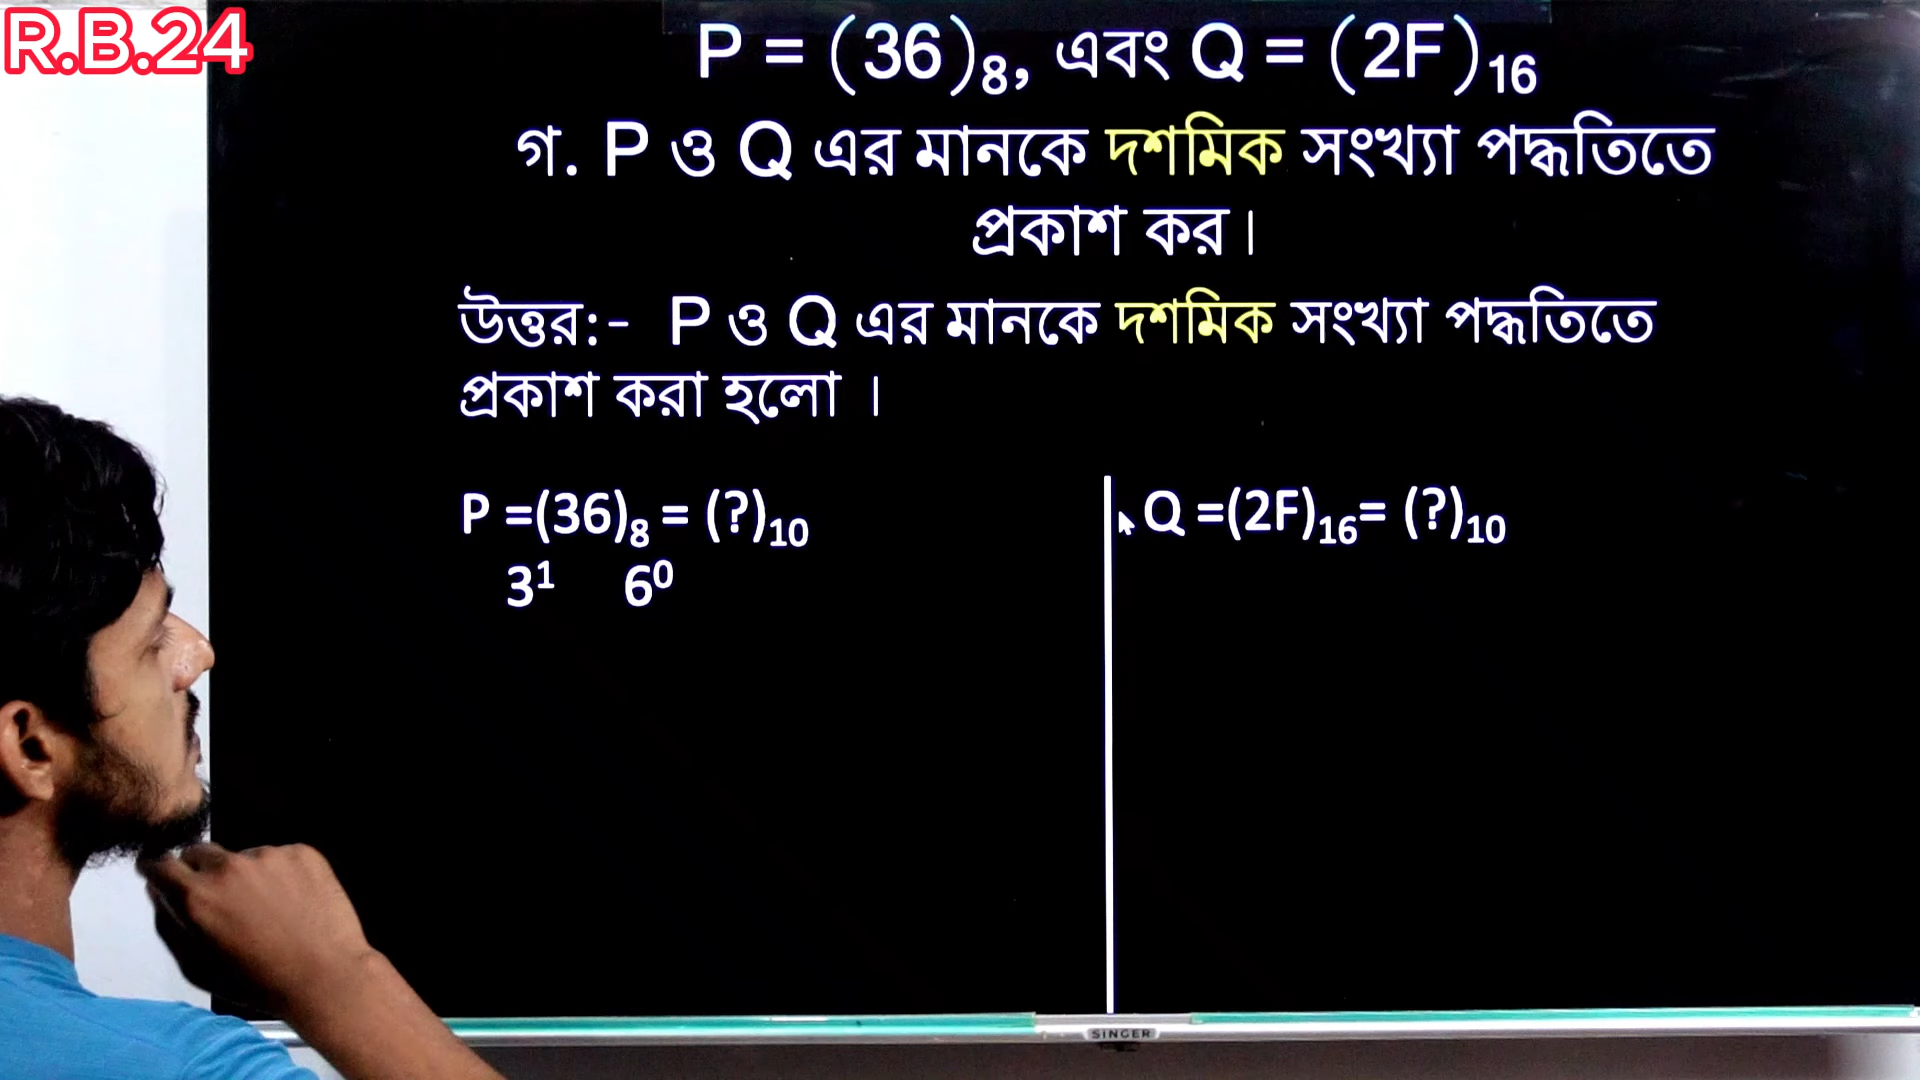 R.B.24
P = (36)₈, এবং Q = (2F)₁₆
গ. P ও Q এর মানকে দশমিক সংখ্যা পদ্ধতিতে
প্রকাশ কর।
উত্তর:- P ও Q এর মানকে দশমিক সংখ্যা পদ্ধতিতে
প্রকাশ করা হলো ।
P =(36)₈ = (?)₁₀
3¹ 6⁰
Q =(2F)₁₆= (?)₁₀
SINGER